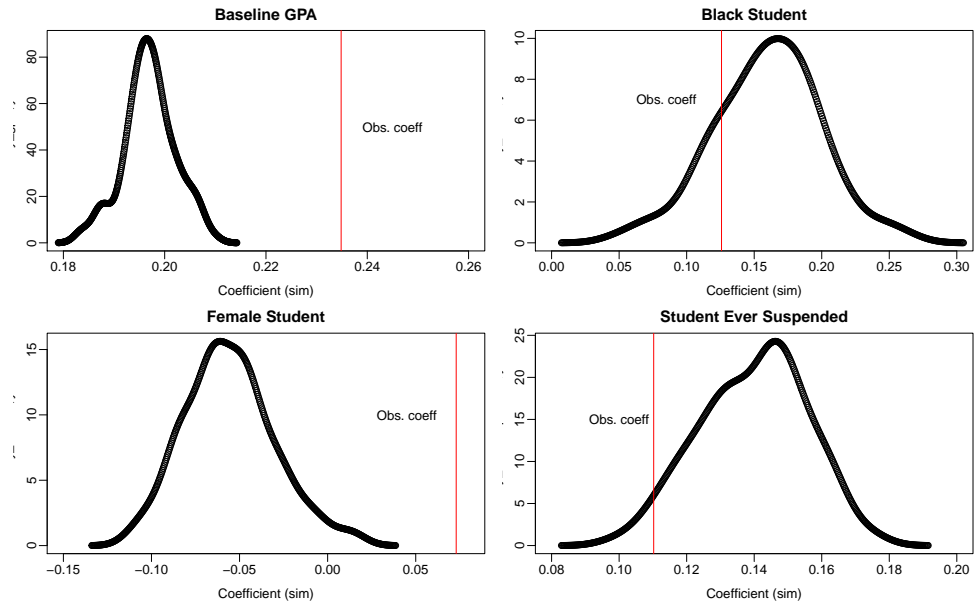 Baseline GPA
80
60
40
20
0
Obs. coeff
0.18 0.20 0.22 0.24 0.26
Coefficient (sim)
Black Student
10
8
6
4
2
0
Obs. coeff
0.00 0.05 0.10 0.15 0.20 0.25 0.30
Coefficient (sim)
Female Student
15
10
5
0
Obs. coeff
−0.15 −0.10 −0.05 0.00 0.05
Coefficient (sim)
Student Ever Suspended
25
20
15
10
5
0
Obs. coeff
0.08 0.10 0.12 0.14 0.16 0.18 0.20
Coefficient (sim)